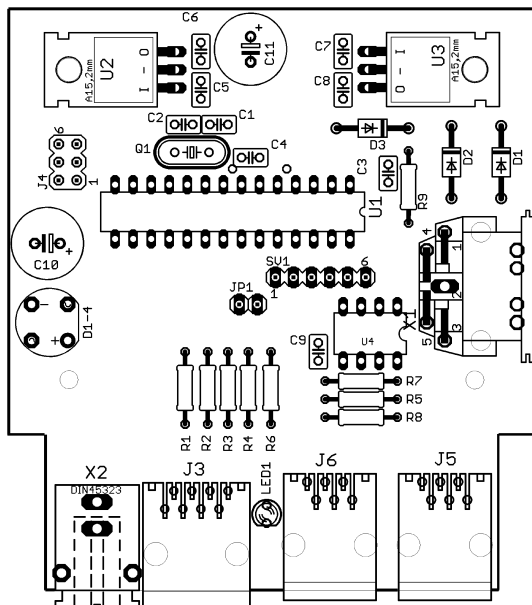 C6
C11
+
C7
U2
A15,2mm
I - O
C5
C8
U3
A15,2mm
O - I
C2
C1
D3
D2
D1
6
J4
1
Q1
C4
C3
R9
U1
C10
+
SV1
1
6
JP1
4
1
2
3
5
X1
D1-4
-
+
C9
U4
R7
R5
R8
R1
R2
R3
R4
R6
X2
DIN45323
J3
LED1
J6
J5